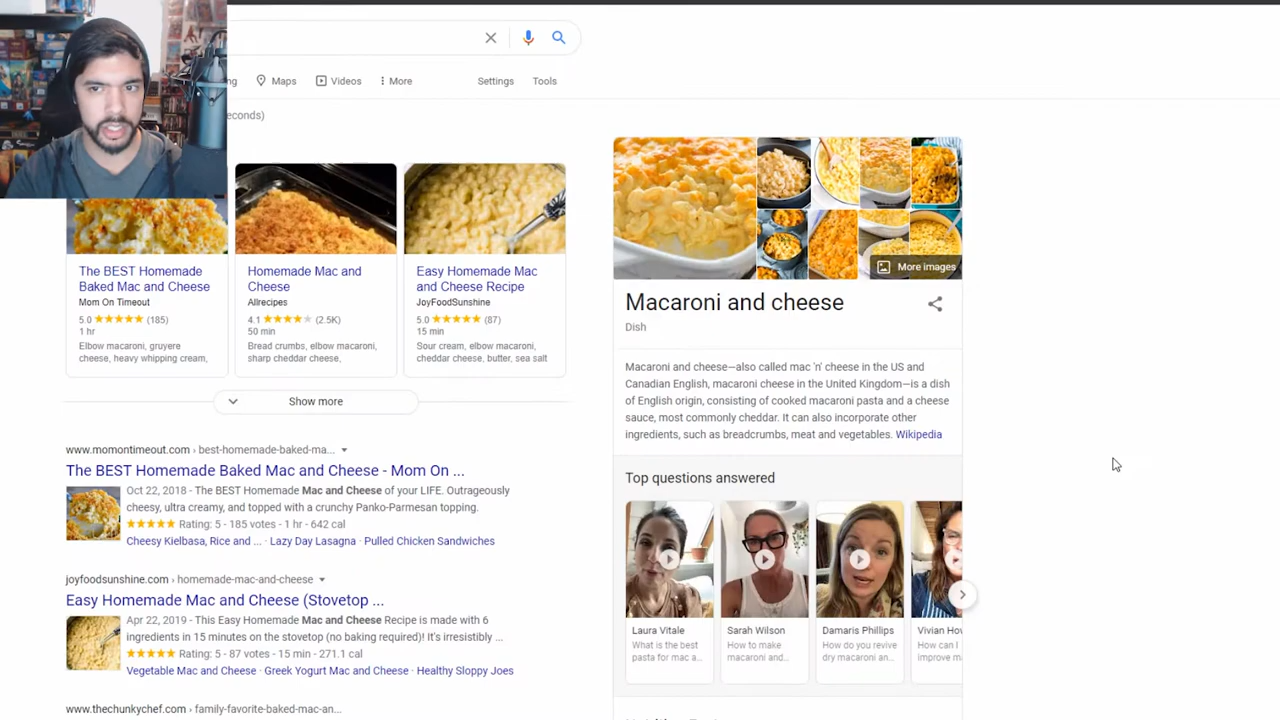 ng Maps Videos More Settings Tools
econds)
The BEST Homemade
Baked Mac and Cheese
Mom On Timeout
5.0 (185)
1 hr
Elbow macaroni, gruyere
cheese, heavy whipping cream,
Homemade Mac and
Cheese
Allrecipes
4.1 (2.5K)
50 min
Bread crumbs, elbow macaroni,
sharp cheddar cheese,
Easy Homemade Mac
and Cheese Recipe
JoyFoodSunshine
5.0 (87)
15 min
Sour cream, elbow macaroni,
cheddar cheese, butter, sea salt
Show more
www.momontimeout.com › best-homemade-baked-ma...
The BEST Homemade Baked Mac and Cheese - Mom On ...
Oct 22, 2018 - The BEST Homemade Mac and Cheese of your LIFE. Outrageously
cheesy, ultra creamy, and topped with a crunchy Panko-Parmesan topping.
Rating: 5 - 185 votes - 1 hr - 642 cal
Cheesy Kielbasa, Rice and ... · Lazy Day Lasagna · Pulled Chicken Sandwiches
joyfoodsunshine.com › homemade-mac-and-cheese
Easy Homemade Mac and Cheese (Stovetop ...
Apr 22, 2019 - This Easy Homemade Mac and Cheese Recipe is made with 6
ingredients in 15 minutes on the stovetop (no baking required)! It's irresistibly ...
Rating: 5 - 87 votes - 15 min - 271.1 cal
Vegetable Mac and Cheese · Greek Yogurt Mac and Cheese · Healthy Sloppy Joes
www.thechunkychef.com › family-favorite-baked-mac-an...
More images
Macaroni and cheese
Dish
Macaroni and cheese—also called mac 'n' cheese in the US and
Canadian English, macaroni cheese in the United Kingdom—is a dish
of English origin, consisting of cooked macaroni pasta and a cheese
sauce, most commonly cheddar. It can also incorporate other
ingredients, such as breadcrumbs, meat and vegetables. Wikipedia
Top questions answered
Laura Vitale
What is the best
pasta for mac a...
Sarah Wilson
How to make
macaroni and...
Damaris Phillips
How do you revive
dry macaroni an...
Vivian Ho
How can I
improve m